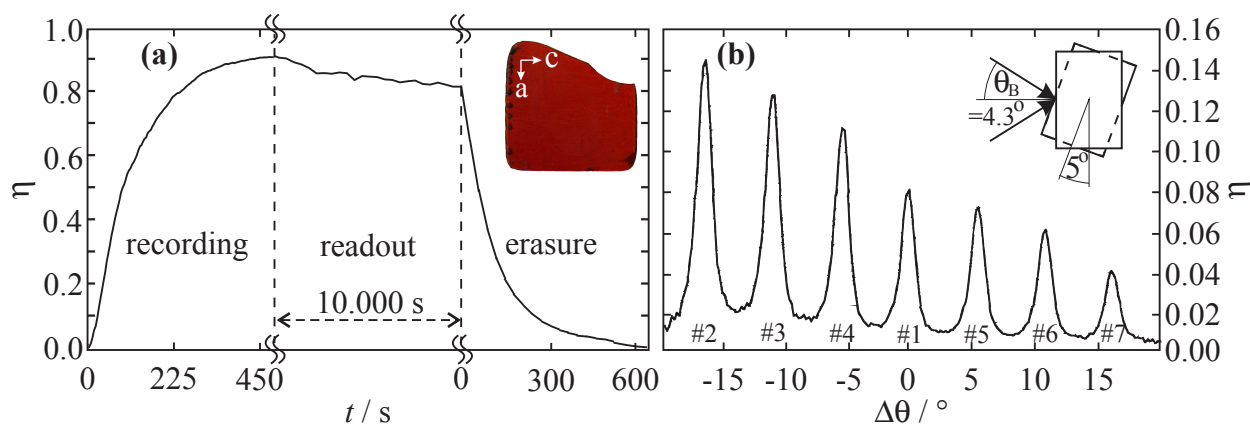 (a)
1.0
0.8
0.6
0.4
0.2
0.0
η
c
a
recording
readout
erasure
10.000 s
0 225 450 0 300 600
t / s
(b)
0.16
0.14
0.12
0.10
0.08
0.06
0.04
0.02
0.00
η
θB
=4.3°
5°
#2 #3 #4 #1 #5 #6 #7
-15 -10 -5 0 5 10 15
Δθ / °